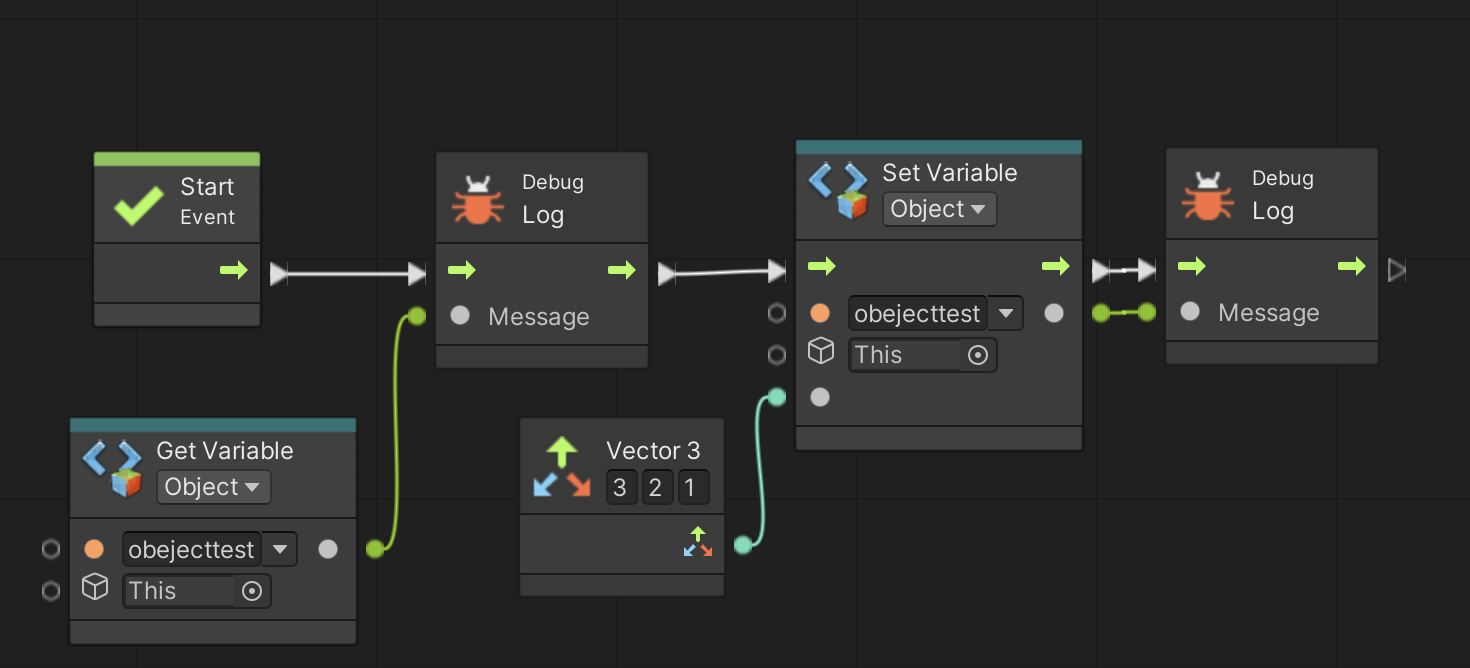 Start
Event
Debug
Log
Message
Set Variable
Object
obejecttest
This
Debug
Log
Message
Get Variable
Object
obejecttest
This
Vector 3
3 2 1